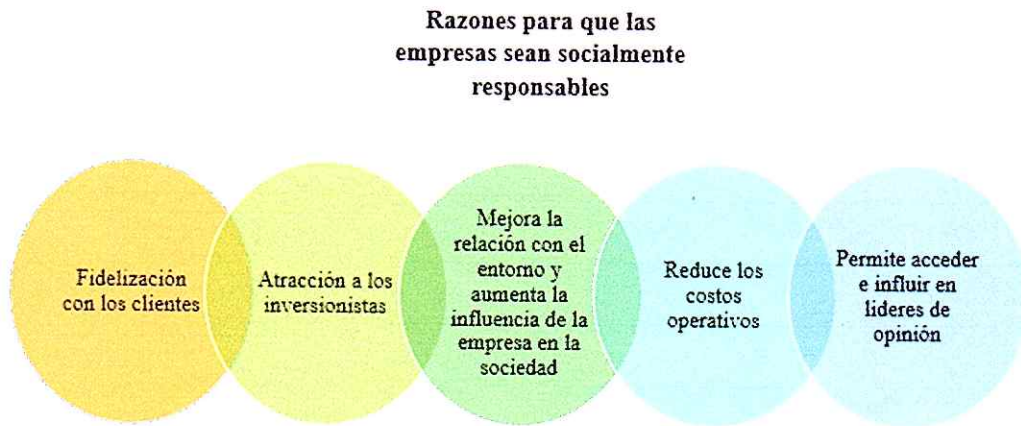 Razones para que las
empresas sean socialmente
responsables
Fidelización
con los clientes
Atracción a los
inversionistas
Mejora la
relación con el
entorno y
aumenta la
influencia de la
empresa en la
sociedad
Reduce los
costos
operativos
Permite acceder
e influir en
lideres de
opinión